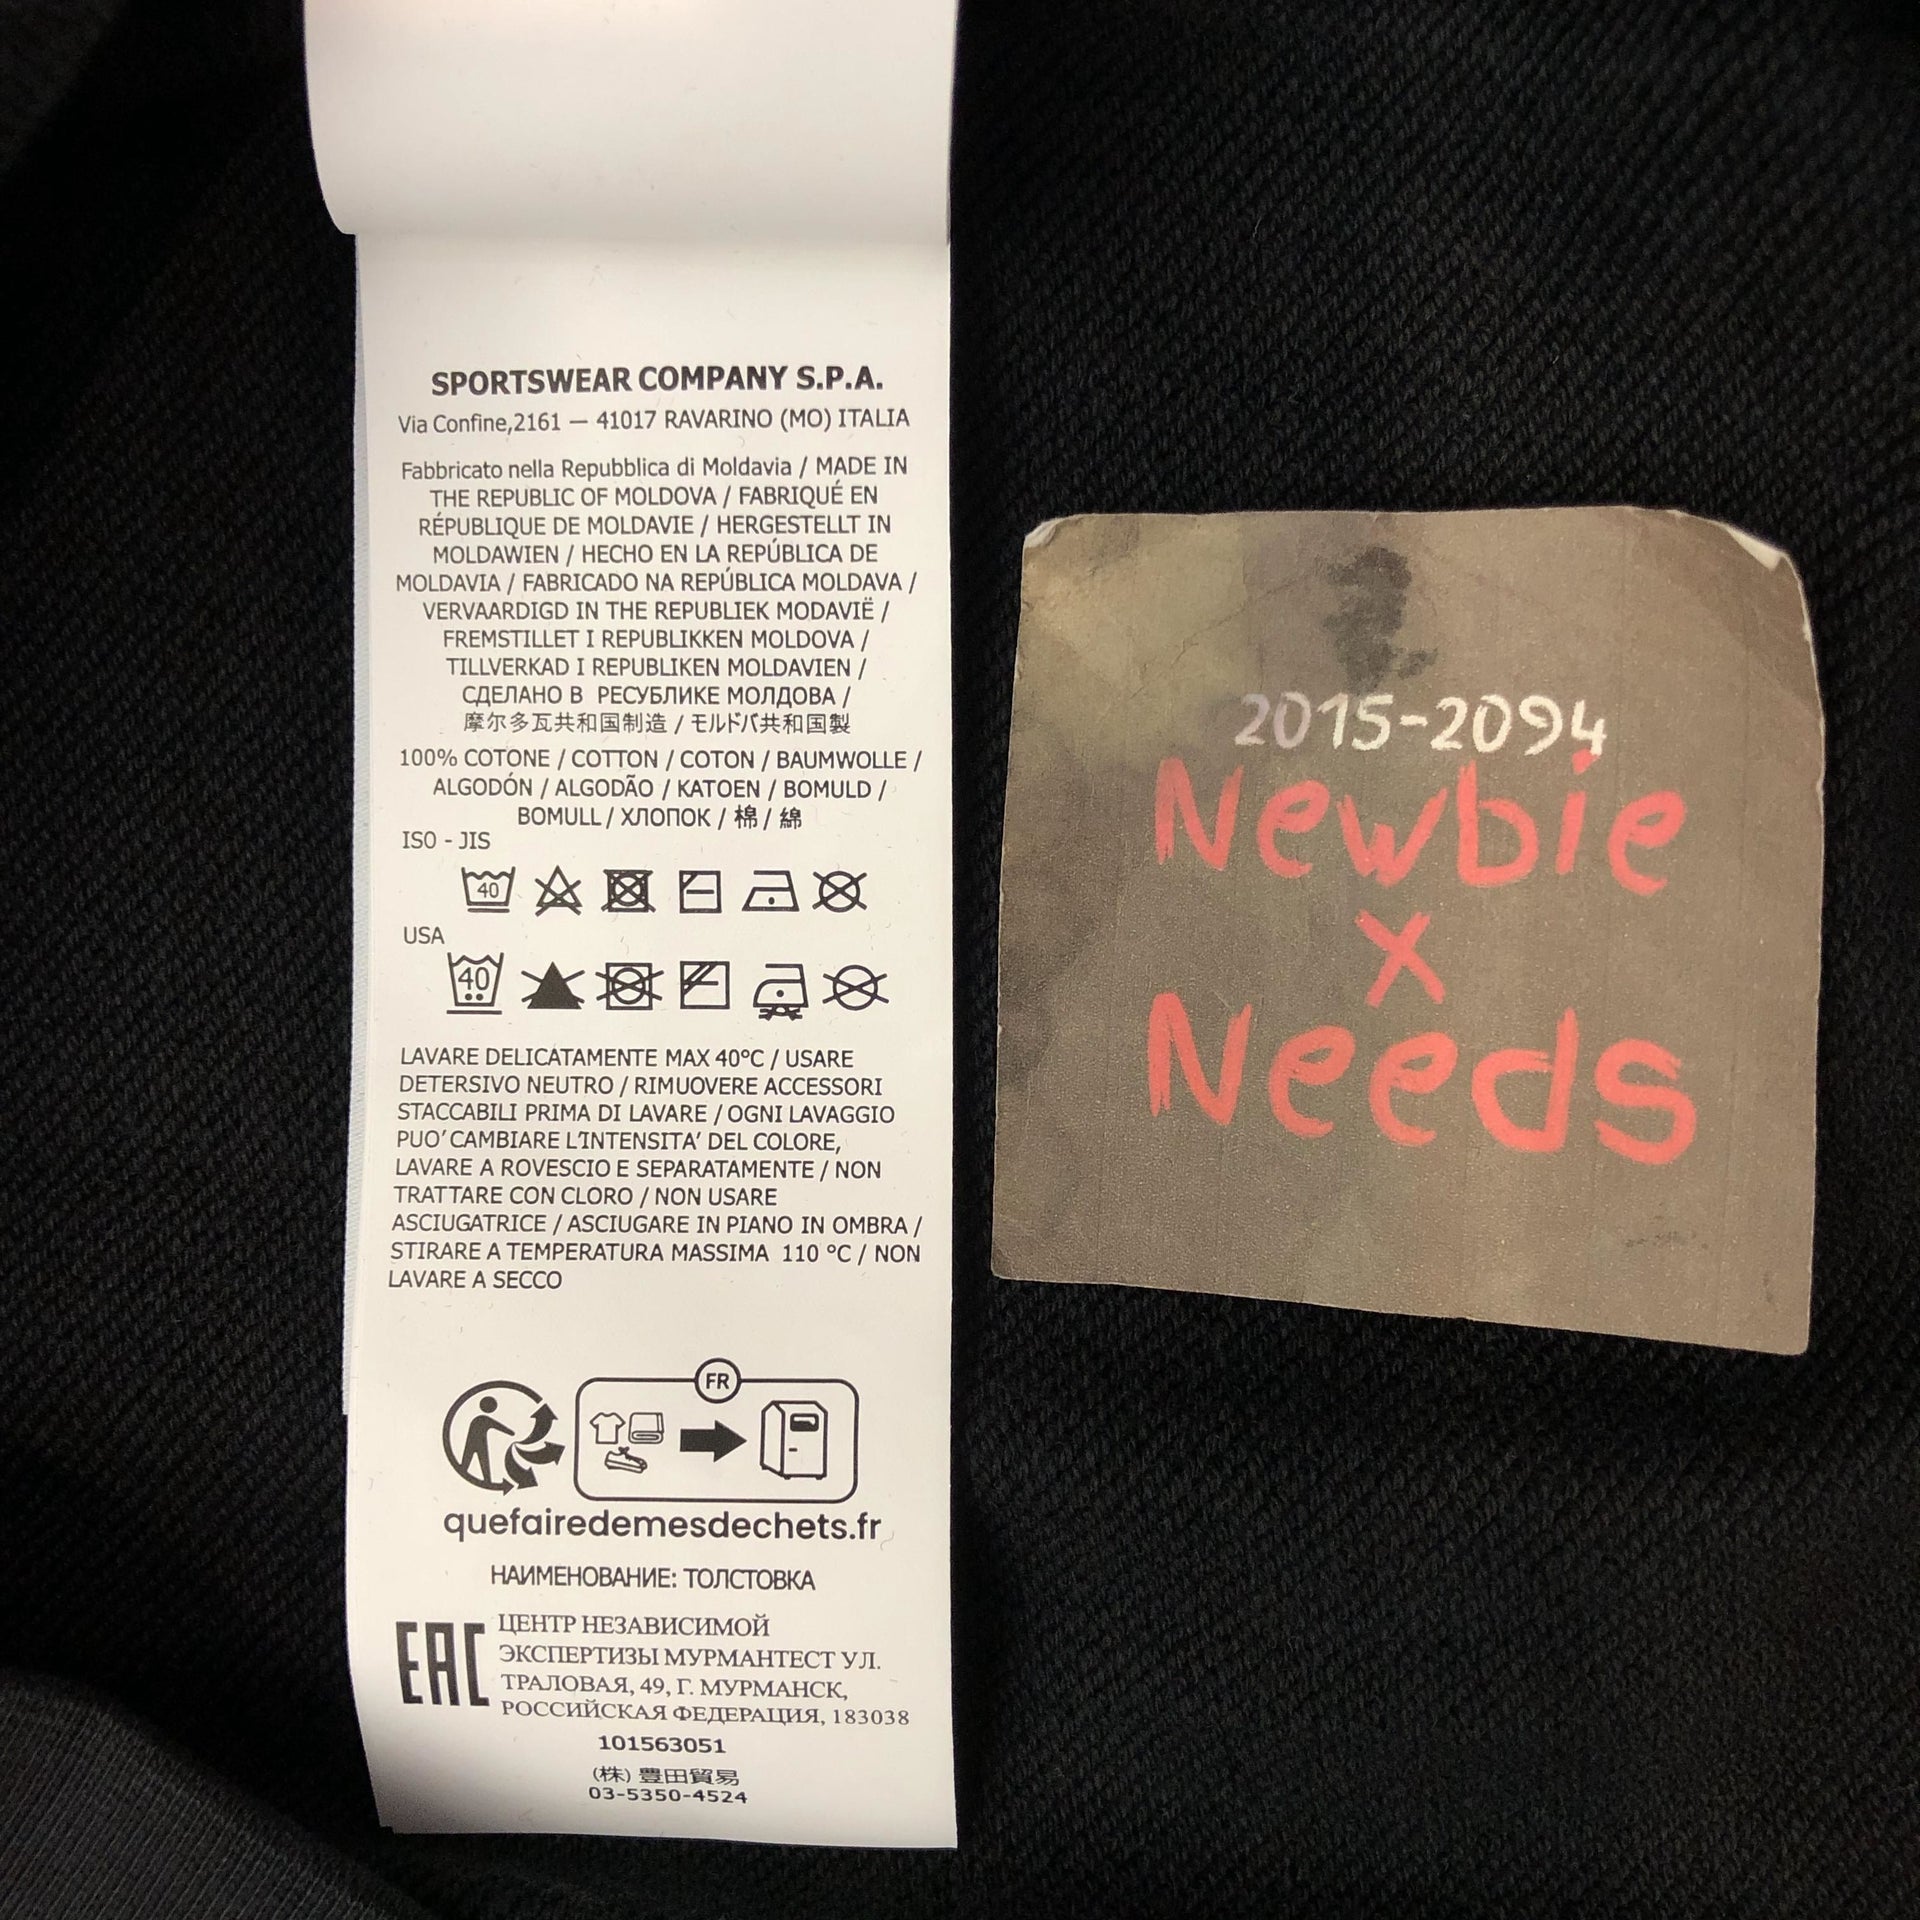 SPORTSWEAR COMPANY S.P.A.
Via Confine,2161 — 41017 RAVARINO (MO) ITALIA
Fabbricato nella Repubblica di Moldavia / MADE IN
THE REPUBLIC OF MOLDOVA / FABRIQUÉ EN
RÉPUBLIQUE DE MOLDAVIE / HERGESTELLT IN
MOLDAWIEN / HECHO EN LA REPÚBLICA DE
MOLDAVIA / FABRICADO NA REPÚBLICA MOLDAVA /
VERVAARDIGD IN THE REPUBLIEK MODAVIË /
FREMSTILLET I REPUBLIKKEN MOLDOVA /
TILLVERKAD I REPUBLIKEN MOLDAVIEN /
СДЕЛАНО В РЕСУБЛИКЕ МОЛДОВА /
摩尔多瓦共和国制造 / モルドバ共和国製
100% COTONE / COTTON / COTON / BAUMWOLLE /
ALGODÓN / ALGODÃO / KATOEN / BOMULD /
BOMULL / ХЛОПОК / 棉 / 綿
ISO - JIS
40
USA
40
LAVARE DELICATAMENTE MAX 40°C / USARE
DETERSIVO NEUTRO / RIMUOVERE ACCESSORI
STACCABILI PRIMA DI LAVARE / OGNI LAVAGGIO
PUO' CAMBIARE L'INTENSITA' DEL COLORE,
LAVARE A ROVESCIO E SEPARATAMENTE / NON
TRATTARE CON CLORO / NON USARE
ASCIUGATRICE / ASCIUGARE IN PIANO IN OMBRA /
STIRARE A TEMPERATURA MASSIMA 110 °C / NON
LAVARE A SECCO
FR
quefairedemesdechets.fr
НАИМЕНОВАНИЕ: ТОЛСТОВКА
EAC
ЦЕНТР НЕЗАВИСИМОЙ
ЭКСПЕРТИЗЫ МУРМАНТЕСТ УЛ.
ТРАЛОВАЯ, 49, Г. МУРМАНСК,
РОССИЙСКАЯ ФЕДЕРАЦИЯ, 183038
101563051
(株) 豊田貿易
03-5350-4524
2015-2094
Newbie
x
Needs